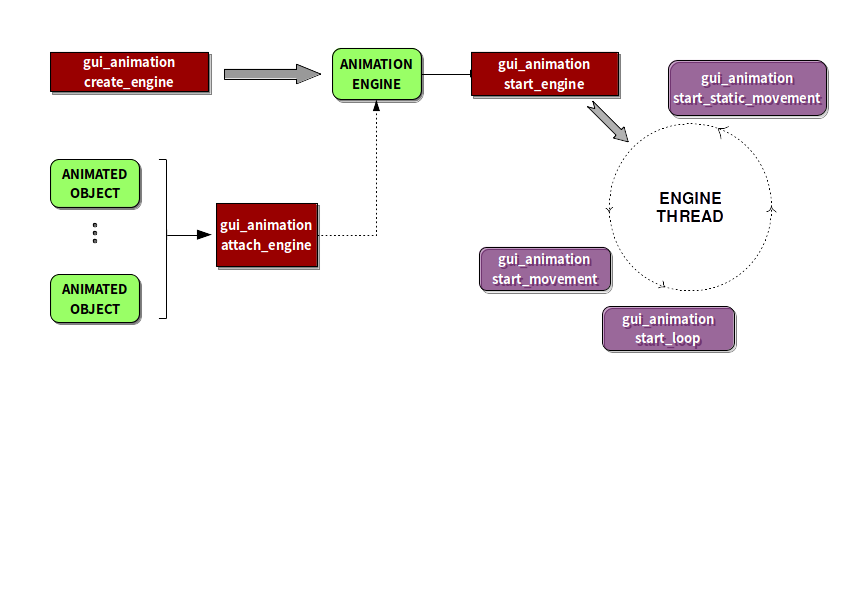 gui_animation
create_engine
ANIMATION
ENGINE
gui_animation
start_engine
gui_animation
start_static_movement
ANIMATED
OBJECT
gui_animation
attach_engine
ENGINE
THREAD
gui_animation
start_movement
ANIMATED
OBJECT
gui_animation
start_loop